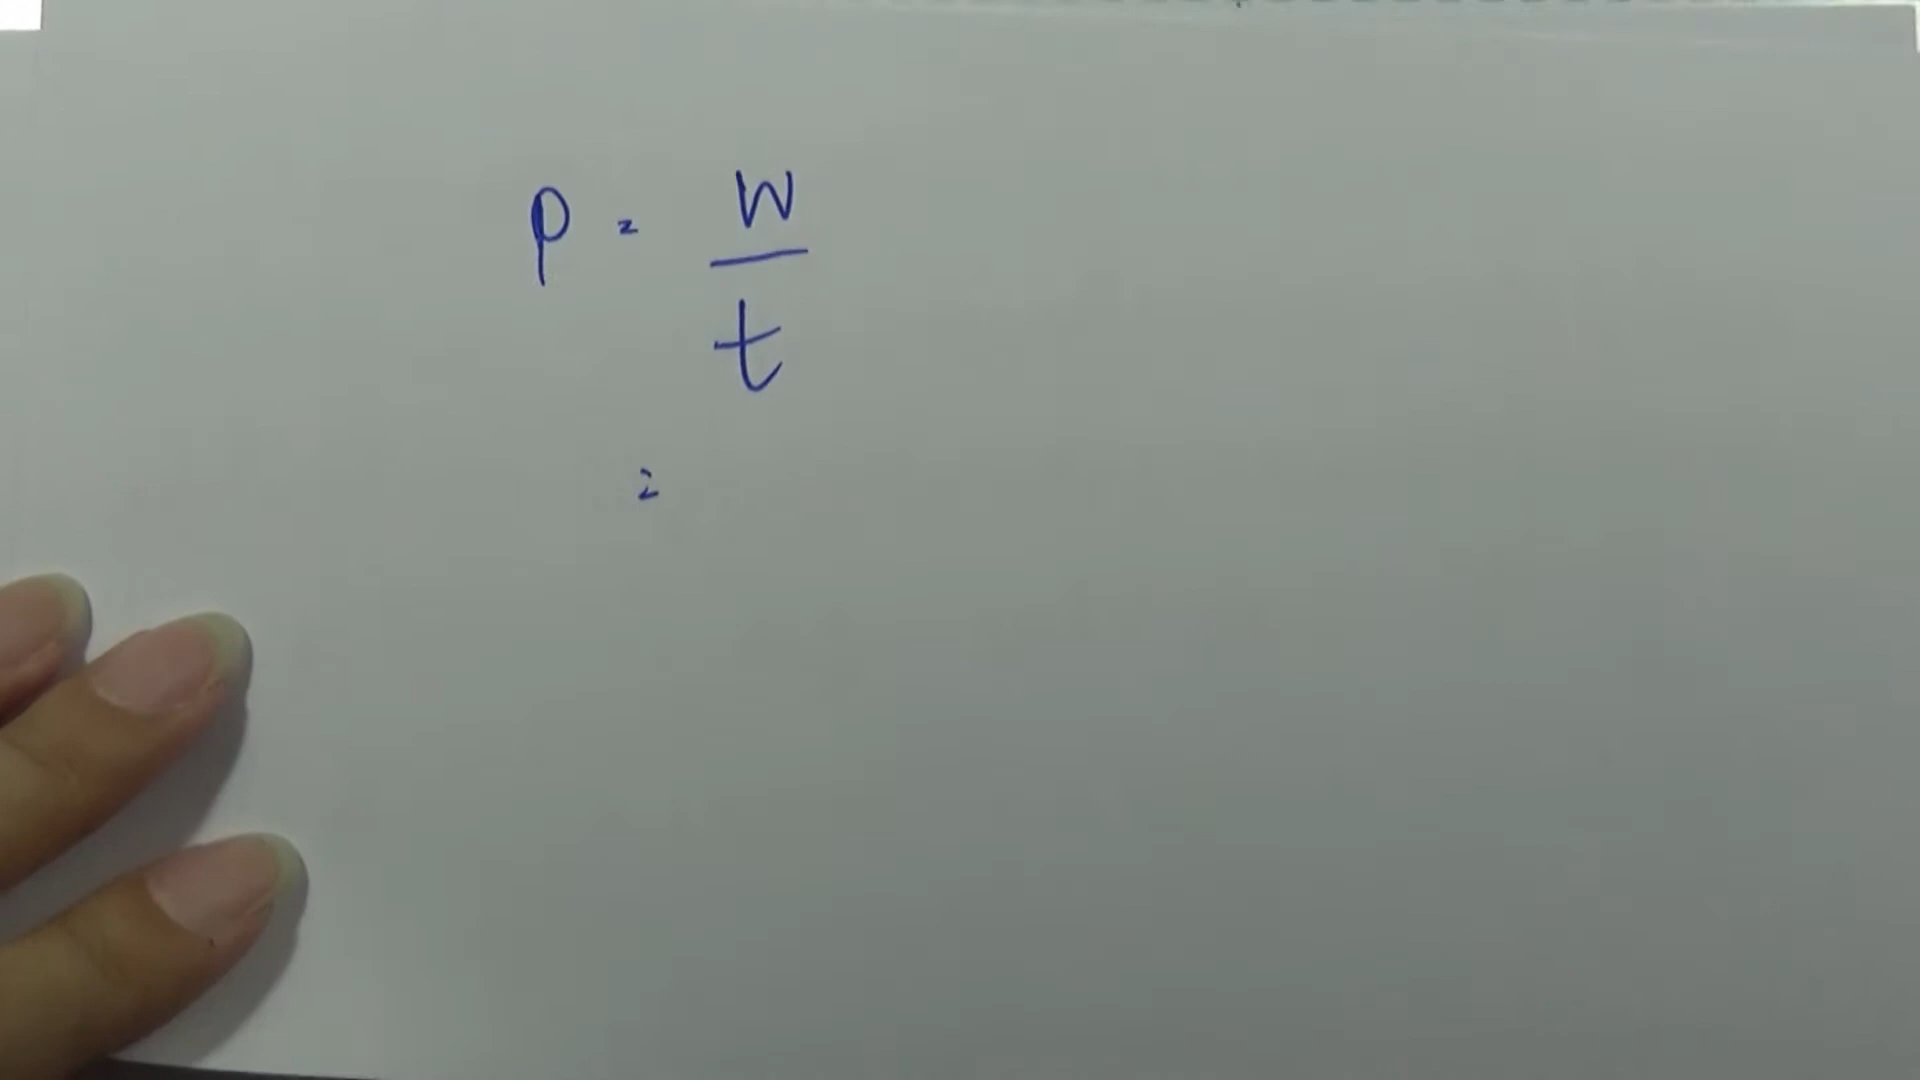 P = W
t
=